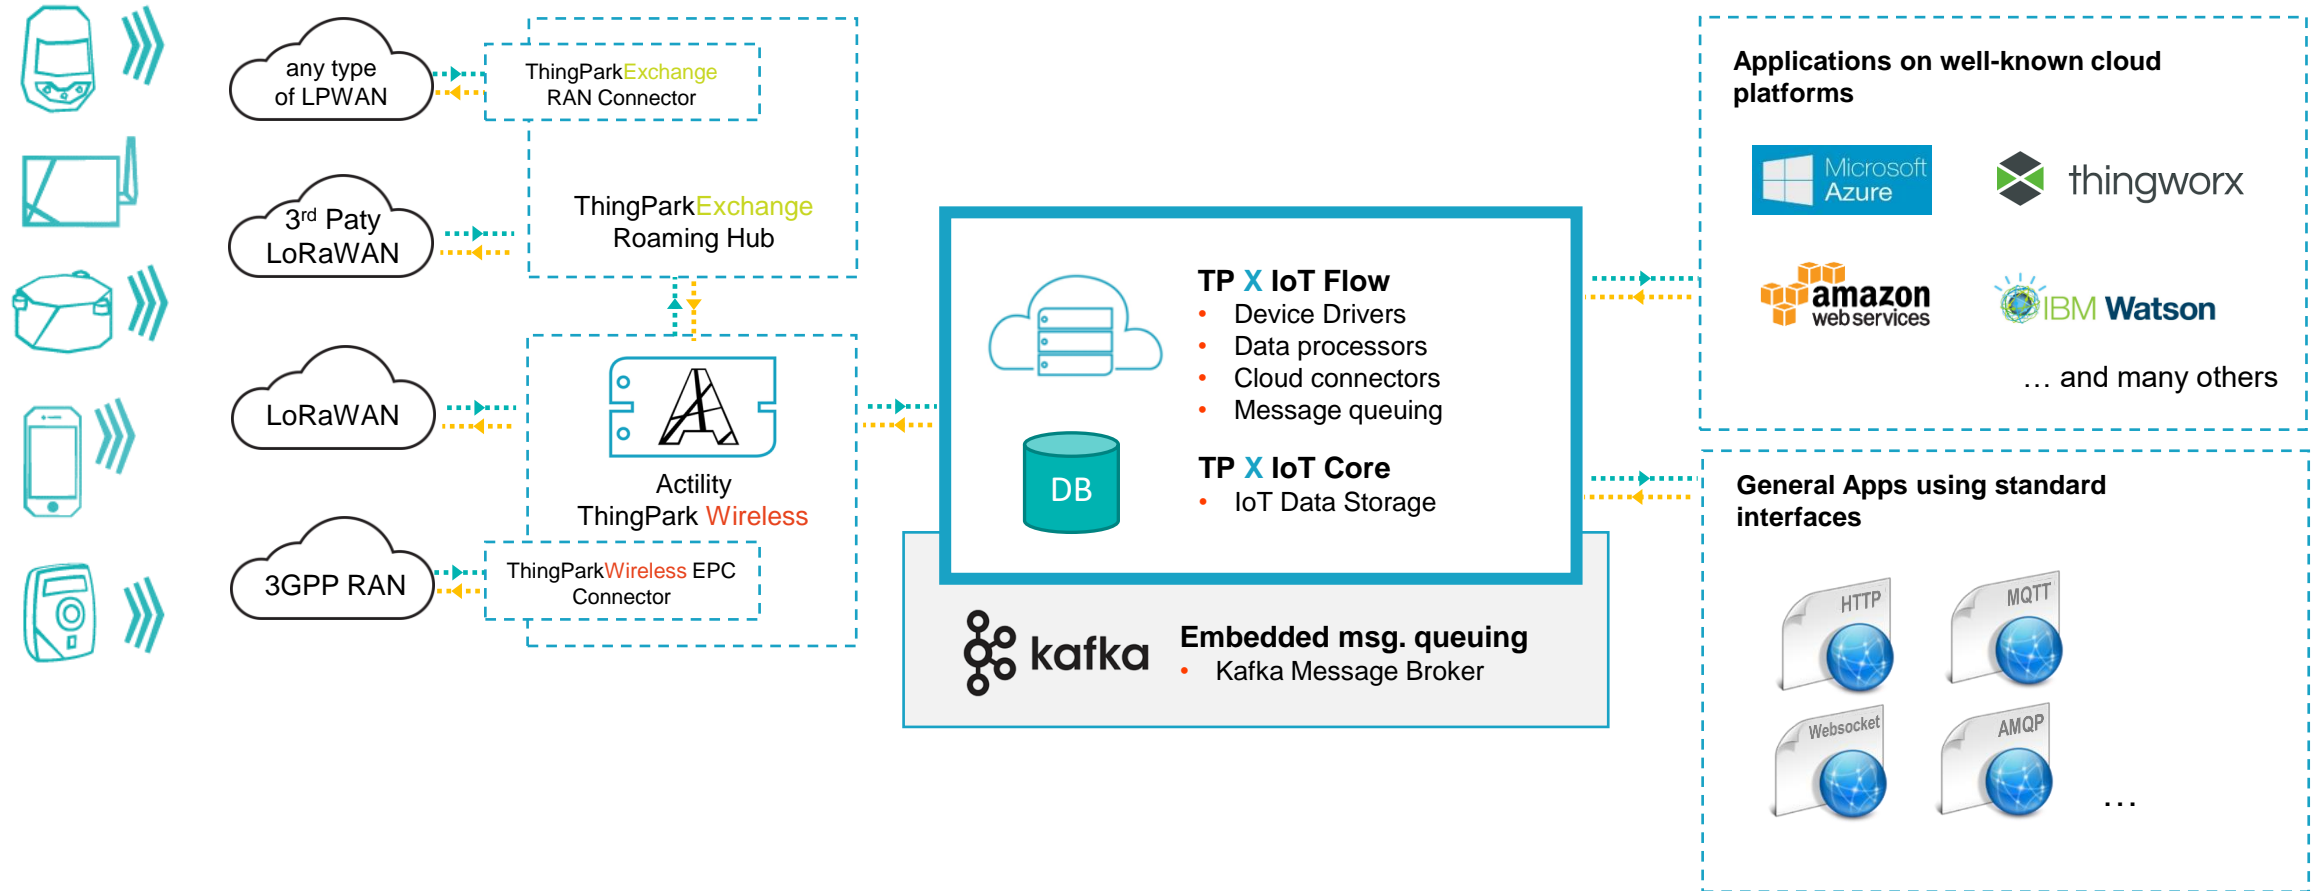 any type
of LPWAN
3rd Paty
LoRaWAN
LoRaWAN
3GPP RAN
ThingParkExchange
RAN Connector
ThingParkExchange
Roaming Hub
Actility
ThingPark Wireless
ThingParkWireless EPC
Connector
TP X IoT Flow
• Device Drivers
• Data processors
• Cloud connectors
• Message queuing
DB
TP X IoT Core
• IoT Data Storage
kafka
Embedded msg. queuing
• Kafka Message Broker
Applications on well-known cloud
platforms
Microsoft
Azure
thingworx
amazon
webservices
IBM Watson
… and many others
General Apps using standard
interfaces
HTTP
MQTT
Websocket
AMQP
…